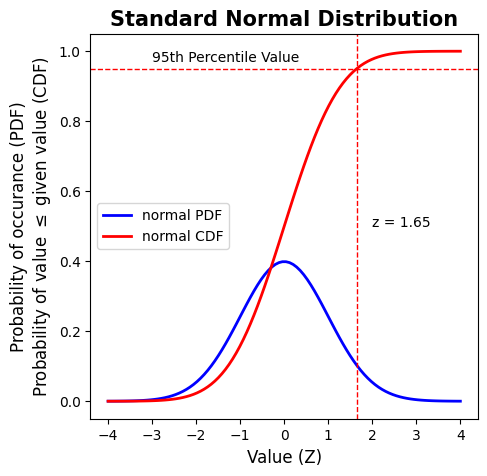 Standard Normal Distribution
Probability of occurance (PDF)
Probability of value ≤ given value (CDF)
1.0
0.8
0.6
0.4
0.2
0.0
95th Percentile Value
normal PDF
normal CDF
z = 1.65
−4
−3
−2
−1
0
1
2
3
4
Value (Z)